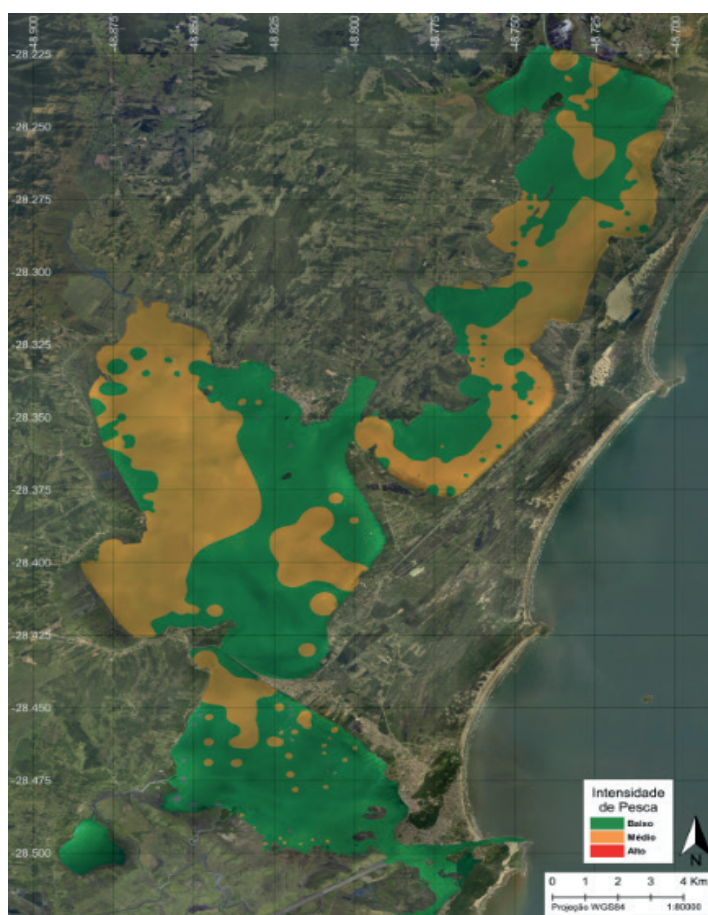 -48.900 -48.875 -48.850 -48.825 -48.800 -48.775 -48.750 -48.725 -48.700
-28.225
-28.250
-28.275
-28.300
-28.325
-28.350
-28.375
-28.400
-28.425
-28.450
-28.475
-28.500
Intensidade
de Pesca
Baixo
Médio
Alto
N
0 1 2 3 4 Km
Projeção WGS84 1:80000